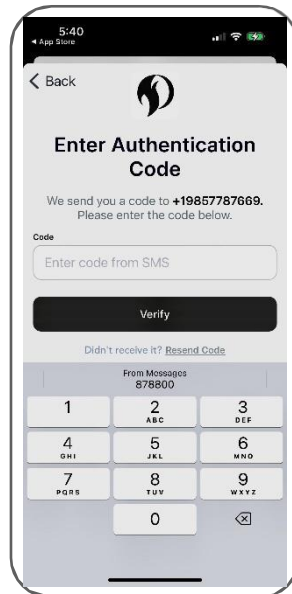 5:40
◀ App Store
Back
Enter Authentication
Code
We send you a code to +19857787669.
Please enter the code
below.
Code
Enter code from SMS
Verify
Didn't receive it? Resend Code
From Messages
878800
1
2
ABC
3
DEF
4
GHI
5
JKL
6
MNO
7
PQRS
8
TUV
9
WXYZ
0